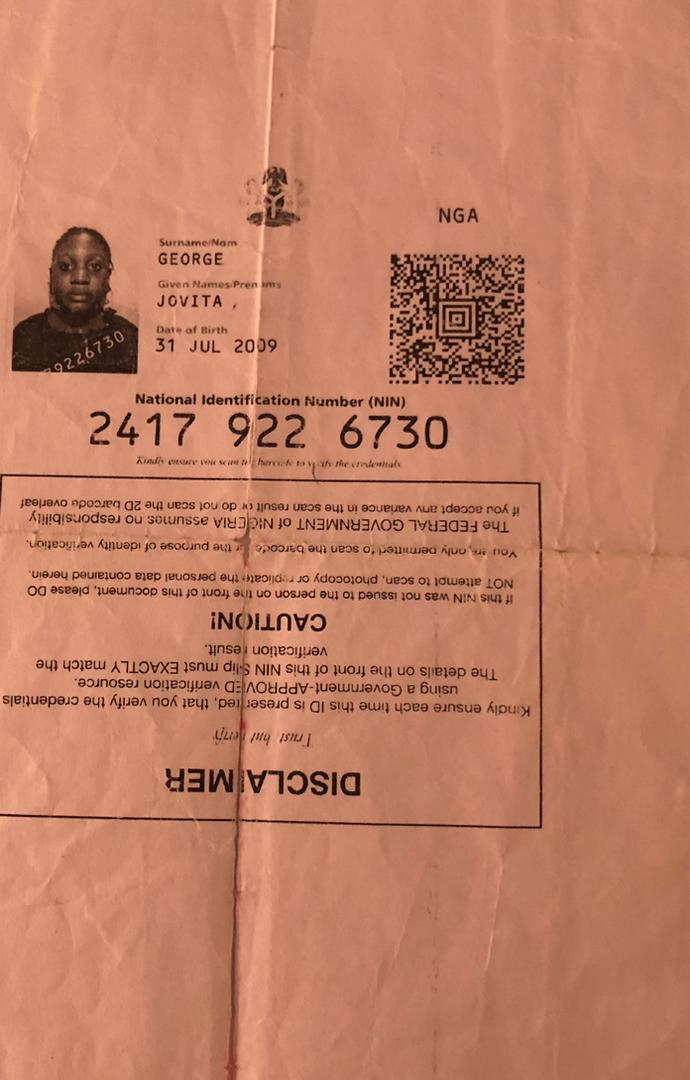 NGA
Surname/Nom
GEORGE
Given Names/Prenoms
JOVITA ,
Date of Birth
31 JUL 2009
79226730
National Identification Number (NIN)
2417 922 6730
Kindly ensure you scan the barcode to verify the credentials
DISCLAIMER
Trust but verify
Kindly ensure each time this ID is presented, that you verify the credentials
using a Government-APPROVED verification resource.
The details on the front of this NIN Slip must EXACTLY match the
verification result.
CAUTION!
If this NIN was not issued to the person on the front of this document, please DO
NOT attempt to scan, photocopy or replicate the personal data contained herein.
You are only permitted to scan the barcode for the purpose of identity verification.
The FEDERAL GOVERNMENT of NIGERIA assumes no responsibility
if you accept any variance in the scan result or do not scan the 2D barcode overleaf